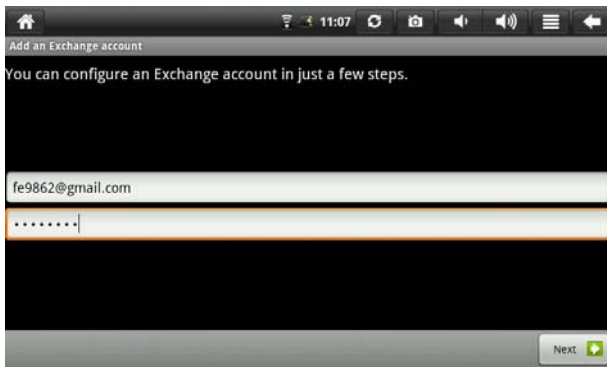 11:07
Add an Exchange account
You can configure an Exchange account in just a few steps.
fe9862@gmail.com
••••••••
Next